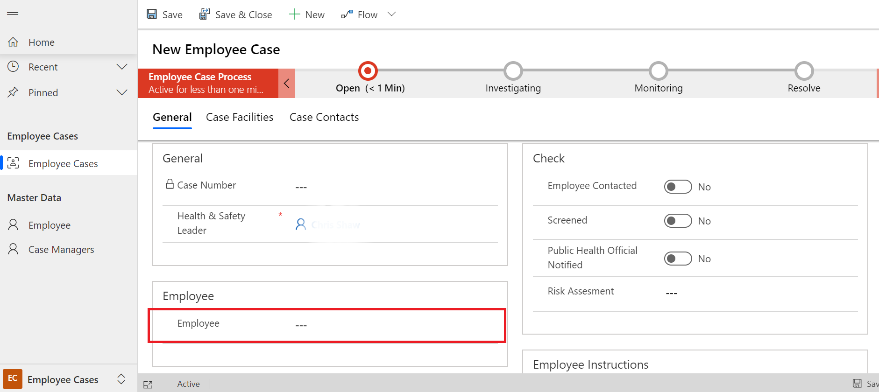 Save
Save & Close
New
Flow
Home
Recent
Pinned
Employee Cases
Employee Cases
Master Data
Employee
Case Managers
EC Employee Cases
New Employee Case
Employee Case Process
Active for less than one mi...
Open (< 1 Min)
Investigating
Monitoring
Resolve
General
Case Facilities
Case Contacts
General
Case Number
---
Health & Safety
Leader
*
Employee
Employee
---
Check
Employee Contacted
No
Screened
No
Public Health Official
Notified
No
Risk Assesment
---
Employee Instructions
Active
Sav